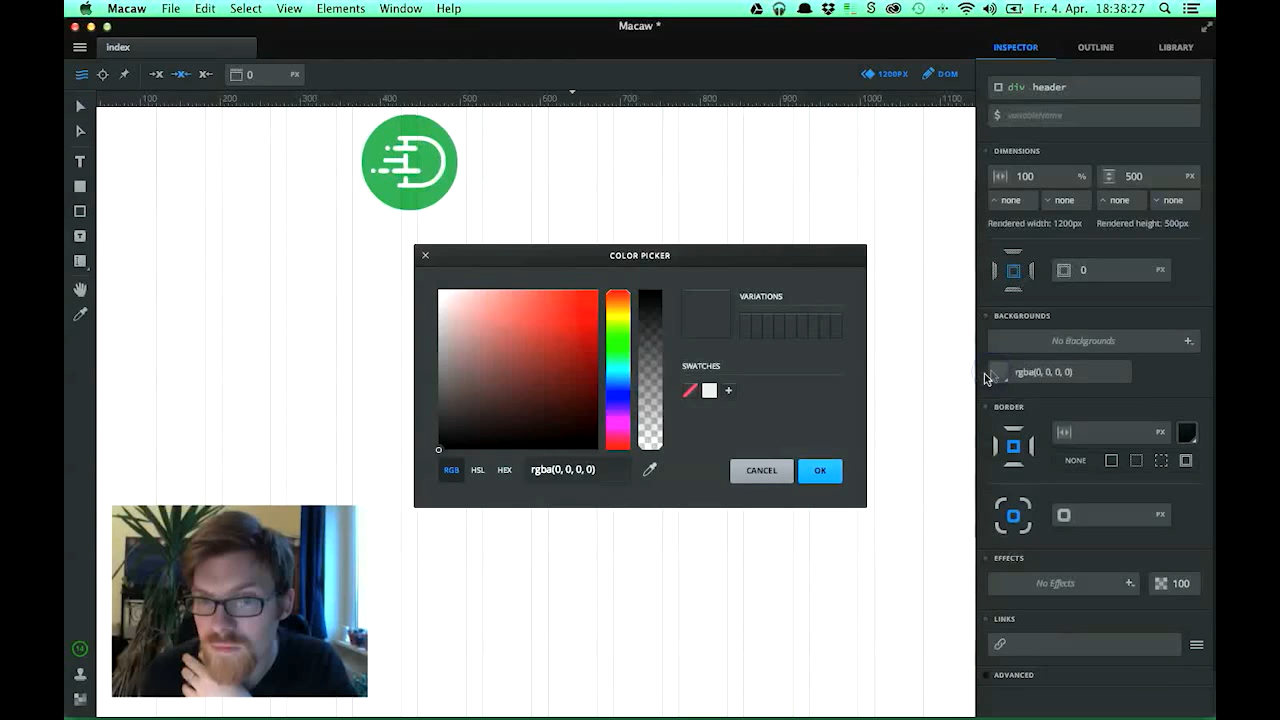 Macaw File Edit Select View Elements Window Help Fr. 4. Apr. 18:38:27
Macaw *
index
INSPECTOR OUTLINE LIBRARY
0 PX
1200PX DOM
100 200 300 400 500 600 700 800 900 1000 1100
div .header
$
DIMENSIONS
100 % 500 PX
none none none none
Rendered width: 1200px Rendered height: 500px
0 PX
BACKGROUNDS
No Backgrounds
rgba(0, 0, 0, 0)
BORDER
PX
NONE
PX
EFFECTS
No Effects 100
LINKS
ADVANCED
COLOR PICKER
VARIATIONS
SWATCHES
RGB HSL HEX rgba(0, 0, 0, 0)
CANCEL OK
14